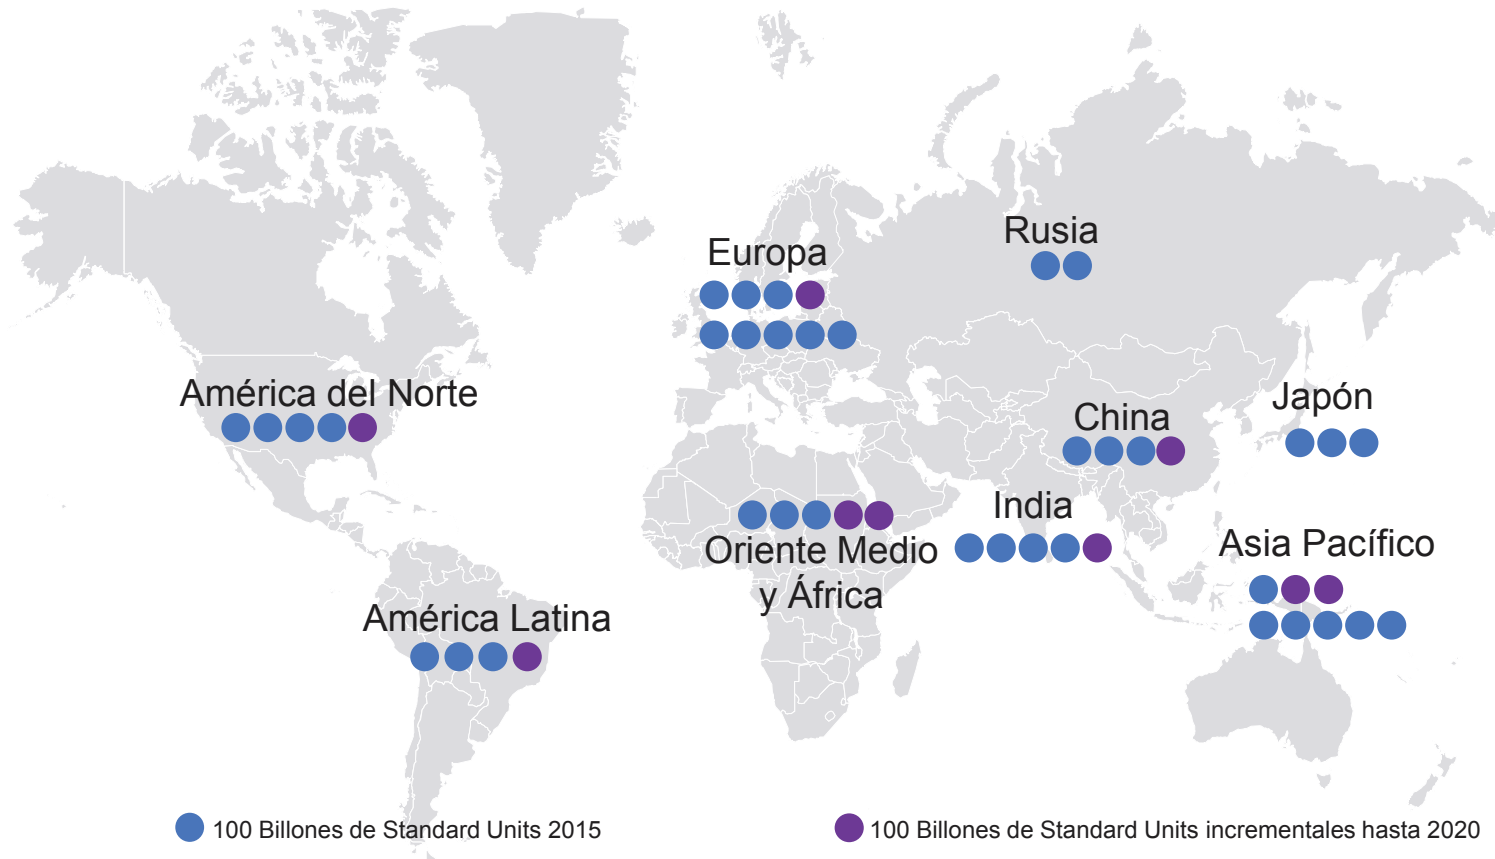 Rusia
Europa
América del Norte
Japón
China
India
Asia Pacífico
Oriente Medio
y África
América Latina
100 Billones de Standard Units 2015
100 Billones de Standard Units incrementales hasta 2020